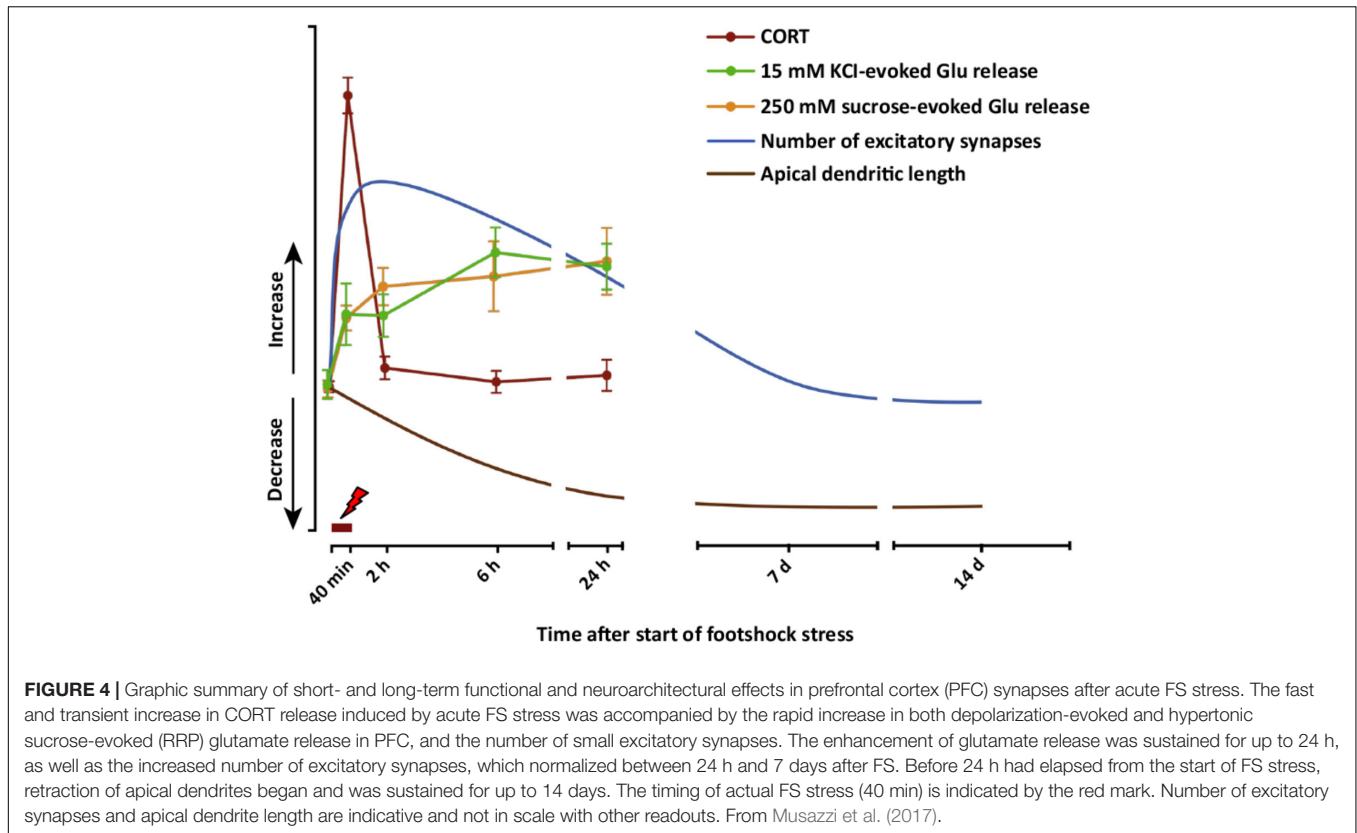 CORT
15 mM KCl-evoked Glu release
250 mM sucrose-evoked Glu release
Number of excitatory synapses
Apical dendritic length
Increase
Decrease
40 min
2 h
6 h
24 h
7 d
14 d
Time after start of footshock stress
FIGURE 4 | Graphic summary of short- and long-term functional and neuroarchitectural effects in prefrontal cortex (PFC) synapses after acute FS stress. The fast
and transient increase in CORT release induced by acute FS stress was accompanied by the rapid increase in both depolarization-evoked and hypertonic
sucrose-evoked (RRP) glutamate release in PFC, and the number of small excitatory synapses. The enhancement of glutamate release was sustained for up to 24 h,
as well as the increased number of excitatory synapses, which normalized between 24 h and 7 days after FS. Before 24 h had elapsed from the start of FS stress,
retraction of apical dendrites began and was sustained for up to 14 days. The timing of actual FS stress (40 min) is indicated by the red mark. Number of excitatory
synapses and apical dendrite length are indicative and not in scale with other readouts. From Musazzi et al. (2017).